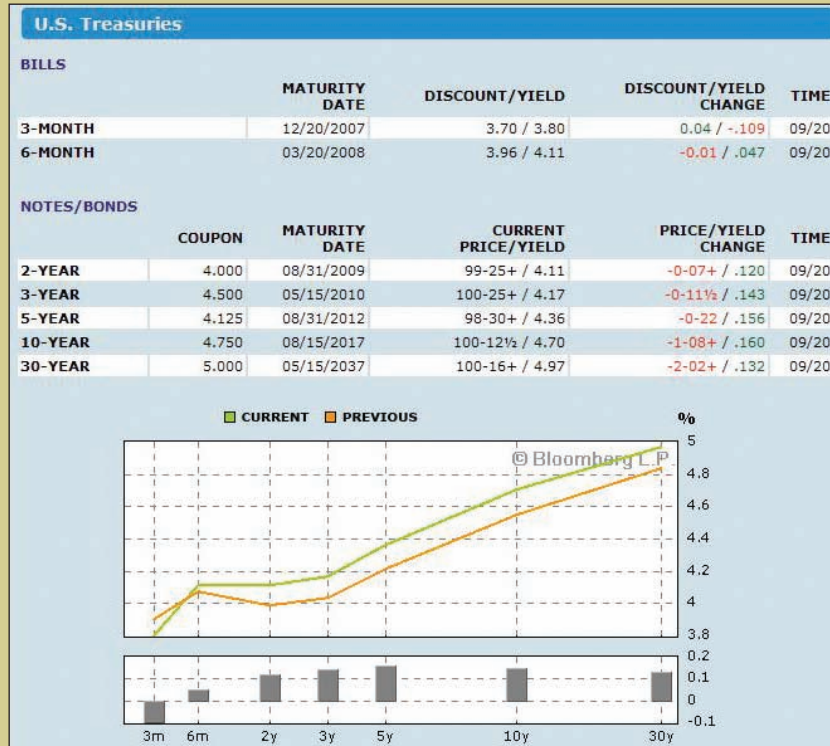 U.S. Treasuries
BILLS
MATURITY DATE DISCOUNT/YIELD DISCOUNT/YIELD CHANGE TIME
3-MONTH 12/20/2007 3.70 / 3.80 0.04 / -.109 09/20
6-MONTH 03/20/2008 3.96 / 4.11 -0.01 / .047 09/20
NOTES/BONDS
COUPON MATURITY DATE CURRENT PRICE/YIELD PRICE/YIELD CHANGE TIME
2-YEAR 4.000 08/31/2009 99-25+ / 4.11 -0-07+ / .120 09/20
3-YEAR 4.500 05/15/2010 100-25+ / 4.17 -0-11½ / .143 09/20
5-YEAR 4.125 08/31/2012 98-30+ / 4.36 -0-22 / .156 09/20
10-YEAR 4.750 08/15/2017 100-12½ / 4.70 -1-08+ / .160 09/20
30-YEAR 5.000 05/15/2037 100-16+ / 4.97 -2-02+ / .132 09/20
CURRENT PREVIOUS %
5
© Bloomberg L.P.
4.8
4.6
4.4
4.2
4
3.8
0.2
0.1
0
-0.1
3m 6m 2y 3y 5y 10y 30y